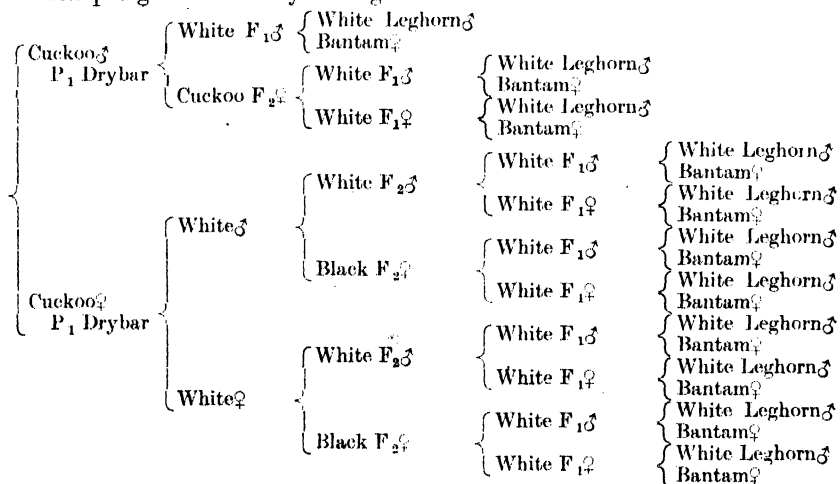 White Leghorn♂
White F₁♂
Bantam♀
Cuckoo♂
P₁ Drybar
White Leghorn♂
White F₁♂
Bantam♀
Cuckoo F₂♀
White Leghorn♂
White F₁♀
Bantam♀
White Leghorn♂
White F₁♂
Bantam♀
White F₂♂
White Leghorn♂
White F₁♀
Bantam♀
White♂
White Leghorn♂
White F₁♂
Bantam♀
Black F₂♀
White Leghorn♂
White F₁♀
Bantam♀
Cuckoo♀
P₁ Drybar
White Leghorn♂
White F₁♂
Bantam♀
White F₂♂
White Leghorn♂
White F₁♀
Bantam♀
White♀
White Leghorn♂
White F₁♂
Bantam♀
Black F₂♀
White Leghorn♂
White F₁♀
Bantam♀